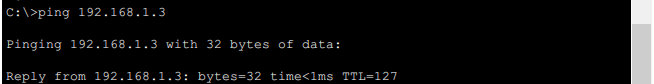 C:\>ping 192.168.1.3
Pinging 192.168.1.3 with 32 bytes of data:
Reply from 192.168.1.3: bytes=32 time<1ms TTL=127